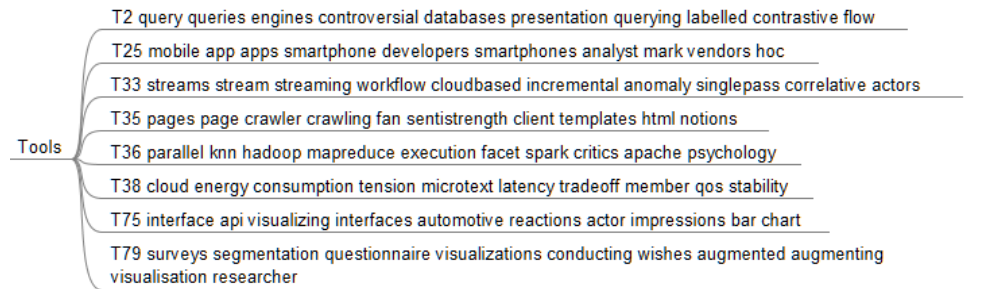 T2 query queries engines controversial databases presentation querying labelled contrastive flow
T25 mobile app apps smartphone developers smartphones analyst mark vendors hoc
T33 streams stream streaming workflow cloudbased incremental anomaly singlepass correlative actors
T35 pages page crawler crawling fan sentistrength client templates html notions
Tools
T36 parallel knn hadoop mapreduce execution facet spark critics apache psychology
T38 cloud energy consumption tension microtext latency tradeoff member qos stability
T75 interface api visualizing interfaces automotive reactions actor impressions bar chart
T79 surveys segmentation questionnaire visualizations conducting wishes augmented augmenting
visualisation researcher